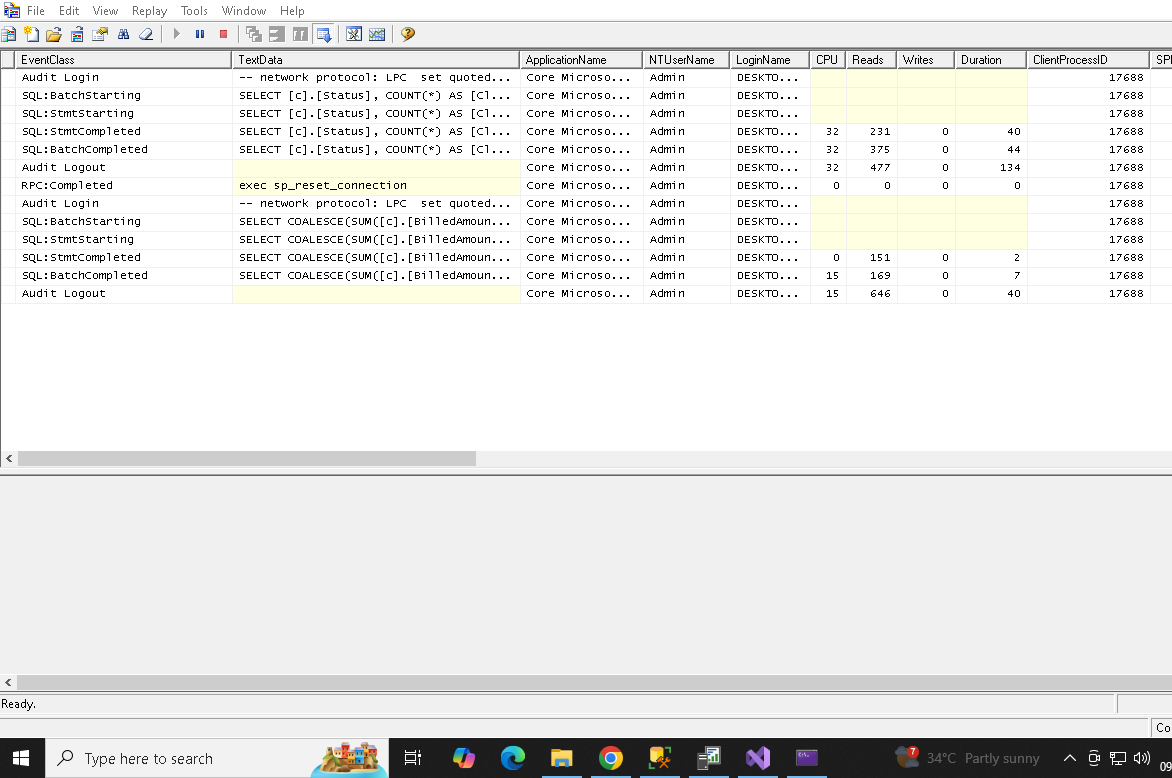 File Edit View Replay Tools Window Help
EventClass TextData ApplicationName NTUserName LoginName CPU Reads Writes Duration ClientProcessID SPI
Audit Login -- network protocol: LPC set quoted... Core Microso... Admin DESKTO... 17688
SQL:BatchStarting SELECT [c].[Status], COUNT(*) AS [Cl... Core Microso... Admin DESKTO... 17688
SQL:StmtStarting SELECT [c].[Status], COUNT(*) AS [Cl... Core Microso... Admin DESKTO... 17688
SQL:StmtCompleted SELECT [c].[Status], COUNT(*) AS [Cl... Core Microso... Admin DESKTO... 32 231 0 40 17688
SQL:BatchCompleted SELECT [c].[Status], COUNT(*) AS [Cl... Core Microso... Admin DESKTO... 32 375 0 44 17688
Audit Logout Core Microso... Admin DESKTO... 32 477 0 134 17688
RPC:Completed exec sp_reset_connection Core Microso... Admin DESKTO... 0 0 0 0 17688
Audit Login -- network protocol: LPC set quoted... Core Microso... Admin DESKTO... 17688
SQL:BatchStarting SELECT COALESCE(SUM([c].[BilledAmoun... Core Microso... Admin DESKTO... 17688
SQL:StmtStarting SELECT COALESCE(SUM([c].[BilledAmoun... Core Microso... Admin DESKTO... 17688
SQL:StmtCompleted SELECT COALESCE(SUM([c].[BilledAmoun... Core Microso... Admin DESKTO... 0 151 0 2 17688
SQL:BatchCompleted SELECT COALESCE(SUM([c].[BilledAmoun... Core Microso... Admin DESKTO... 15 169 0 7 17688
Audit Logout Core Microso... Admin DESKTO... 15 646 0 40 17688
Ready.
Co
Type here to search 7 34°C Partly sunny 09